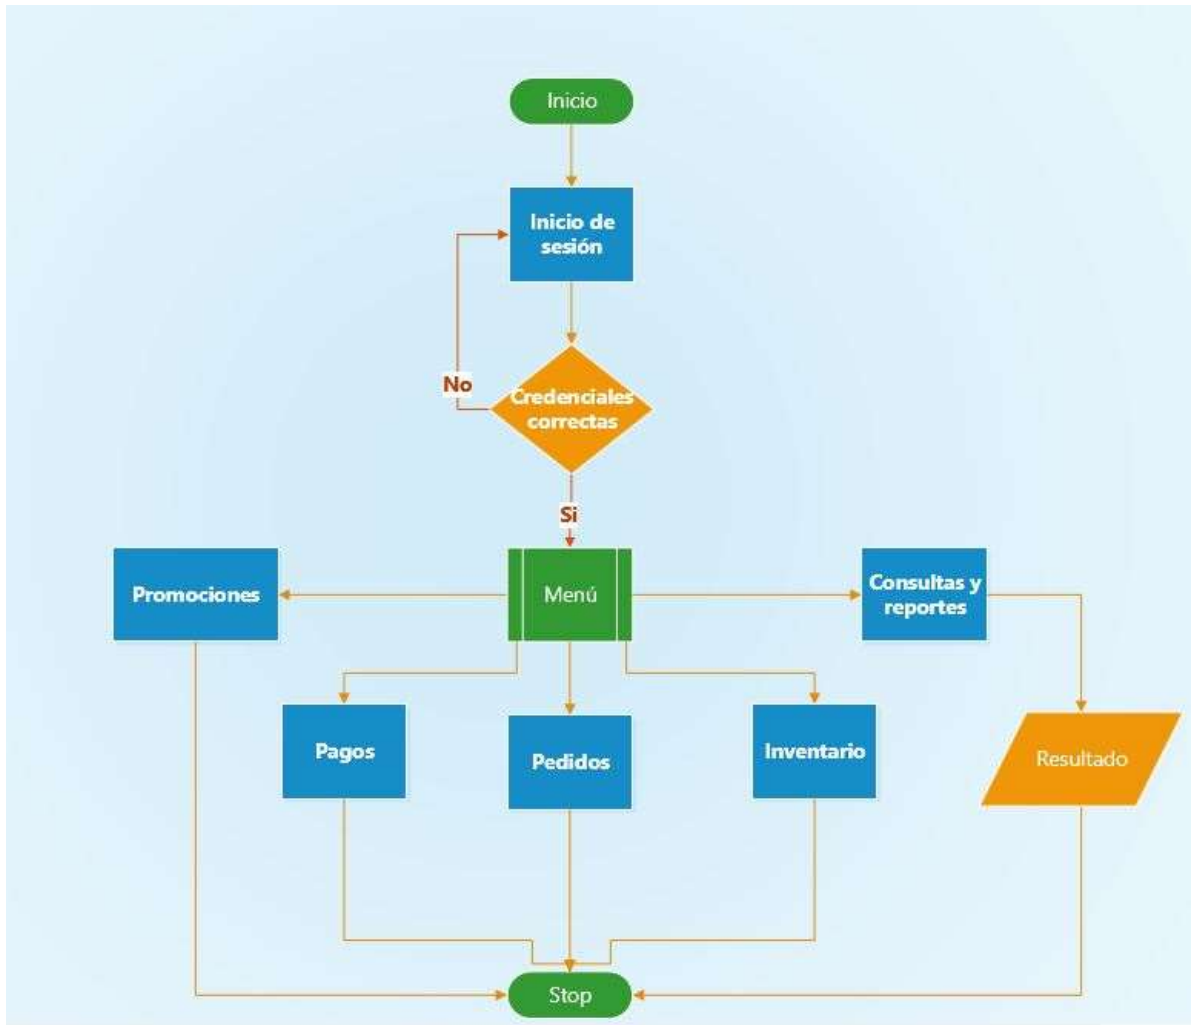 Inicio
Inicio de
sesión
No
Credenciales
correctas
Si
Promociones
Menú
Consultas y
reportes
Pagos
Pedidos
Inventario
Resultado
Stop